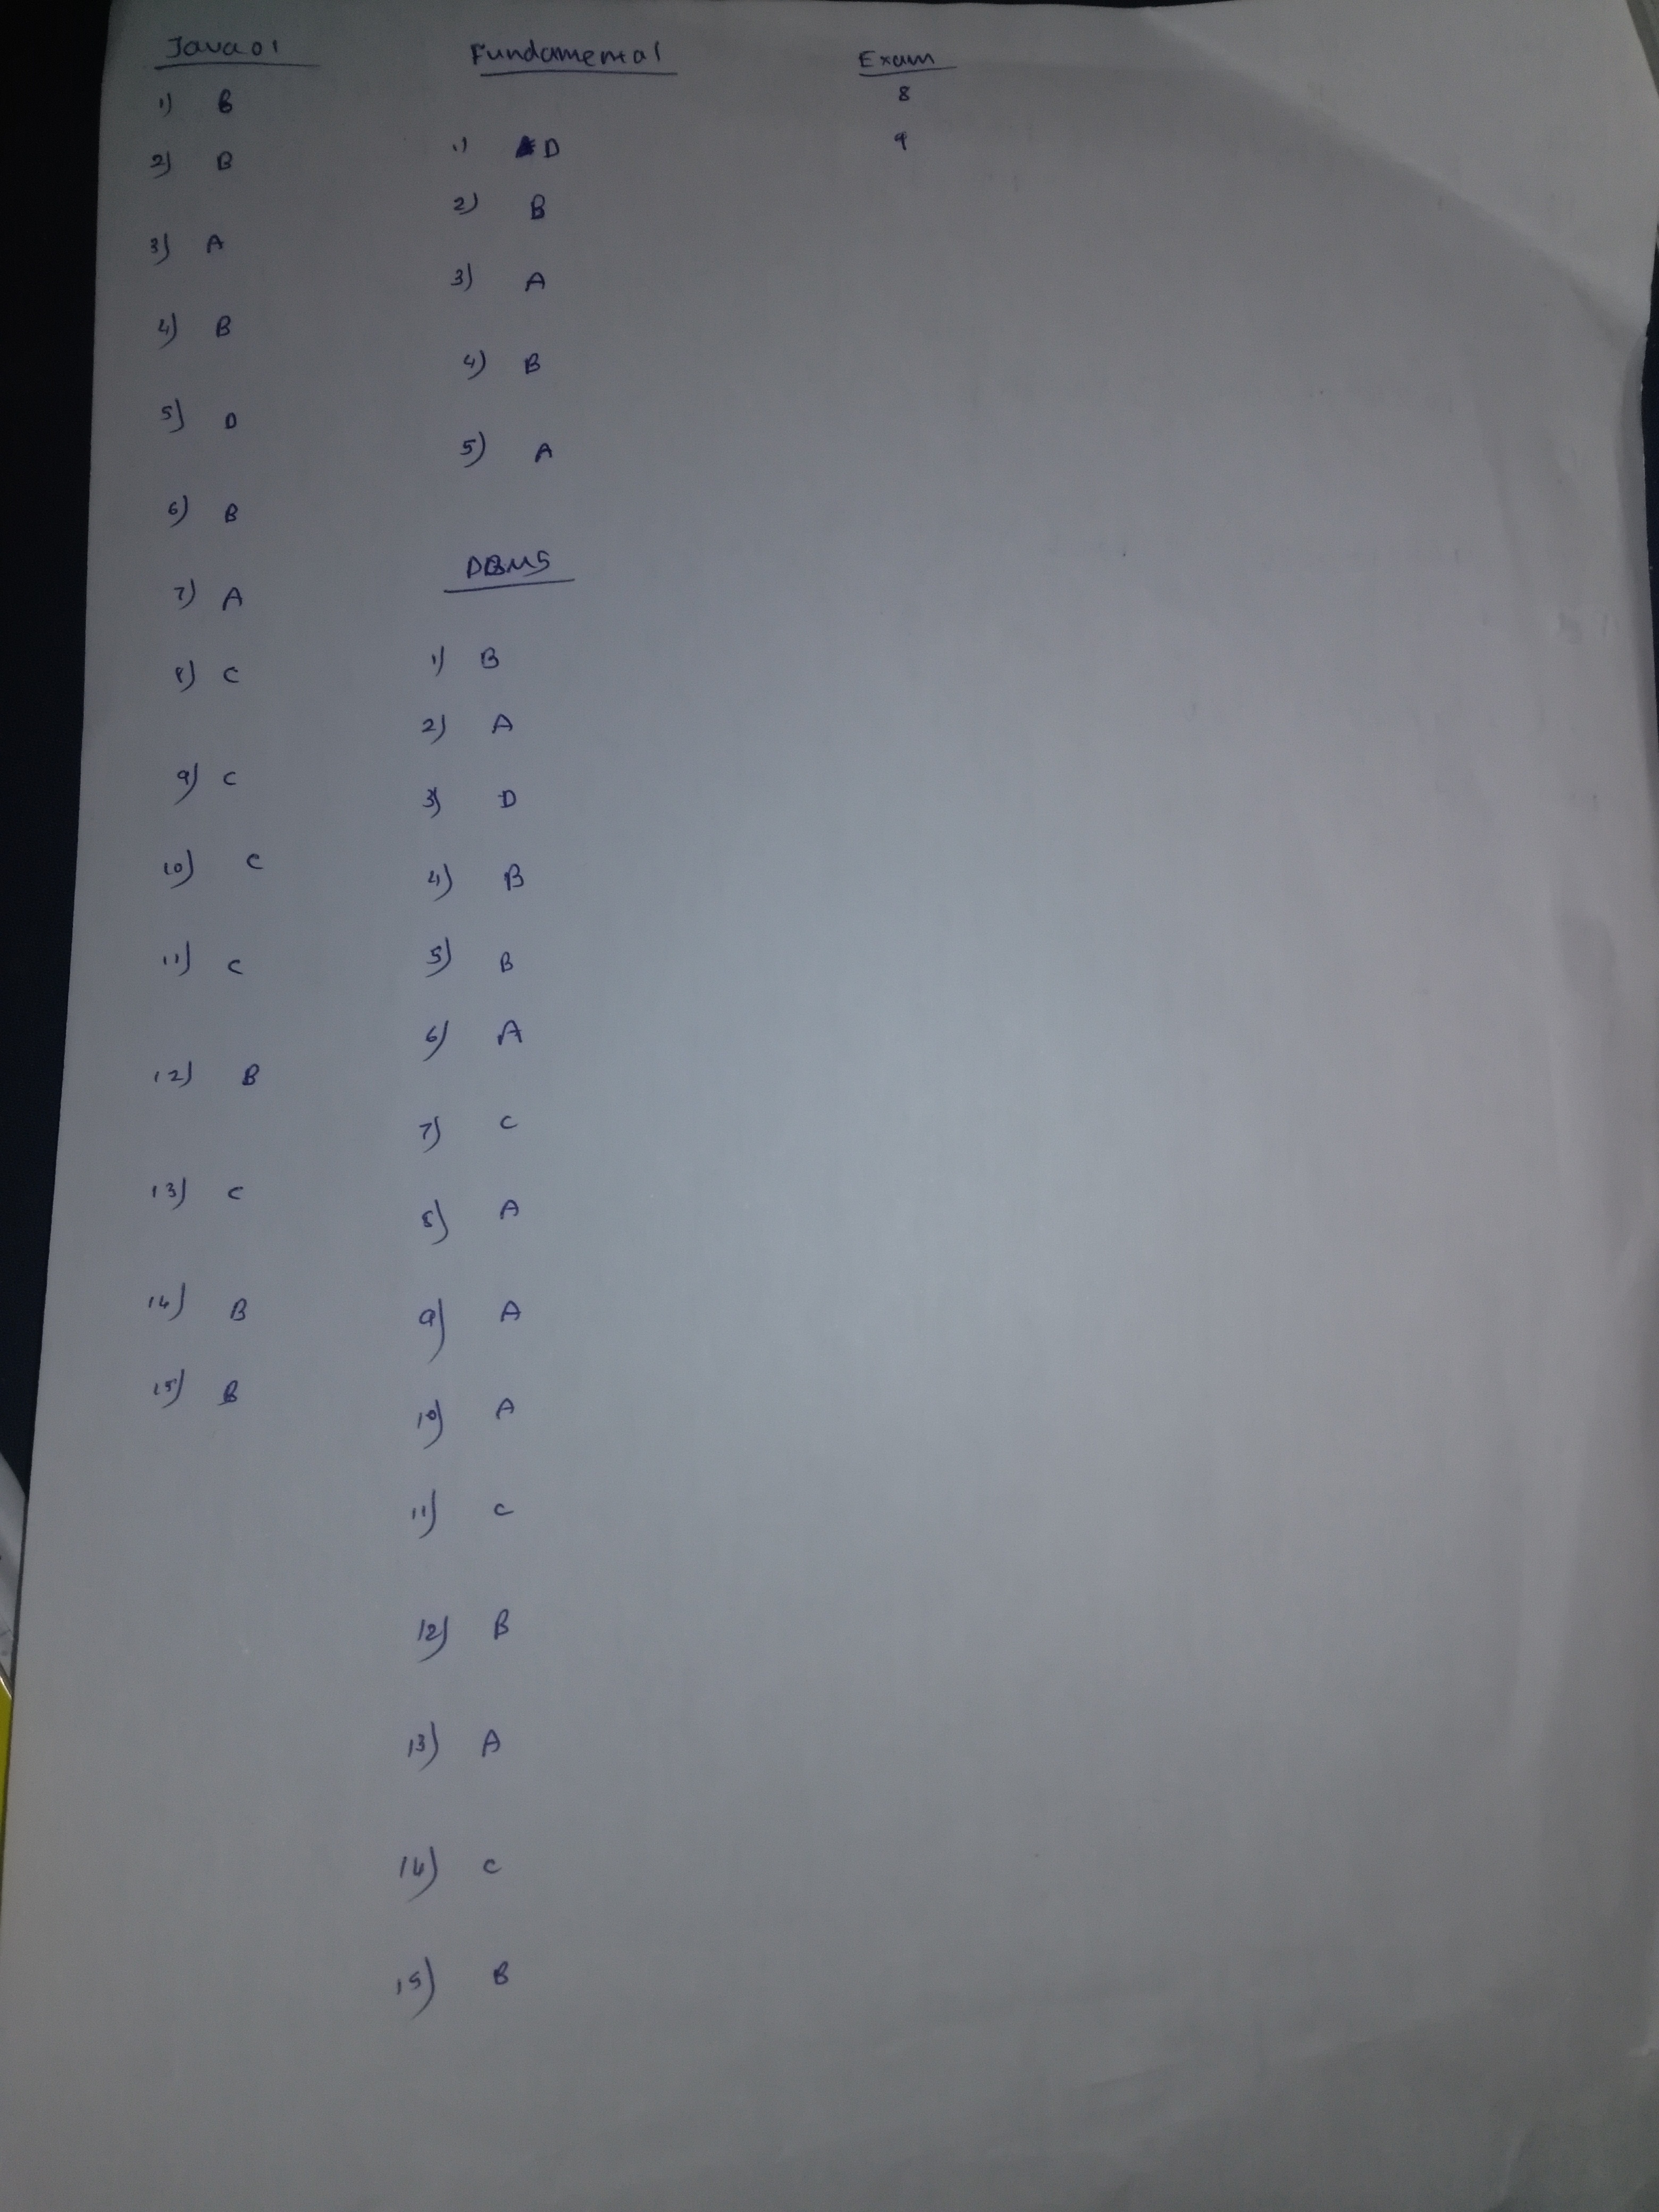 Java01
1) B
2) B
3) A
4) B
5) D
6) B
7) A
8) C
9) C
10) C
11) C
12) B
13) C
14) B
15) B
Fundamental
1) D
2) B
3) A
4) B
5) A
DBMS
1) B
2) A
3) D
4) B
5) B
6) A
7) C
8) A
9) A
10) A
11) C
12) B
13) A
14) C
15) B
Exam
8
9